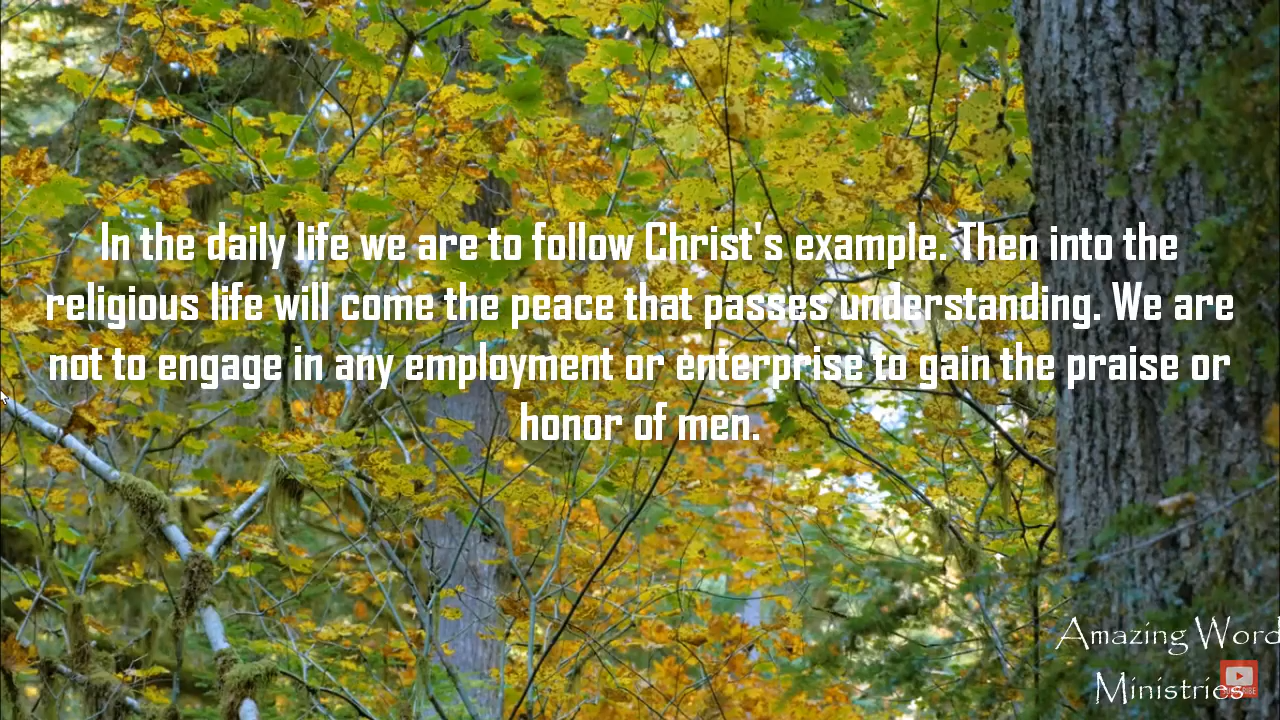 In the daily life we are to follow Christ's example. Then into the
religious life will come the peace that passes understanding. We are
not to engage in any employment or enterprise to gain the praise or
honor of men.
Amazing Word
Ministries
SUBSCRIBE